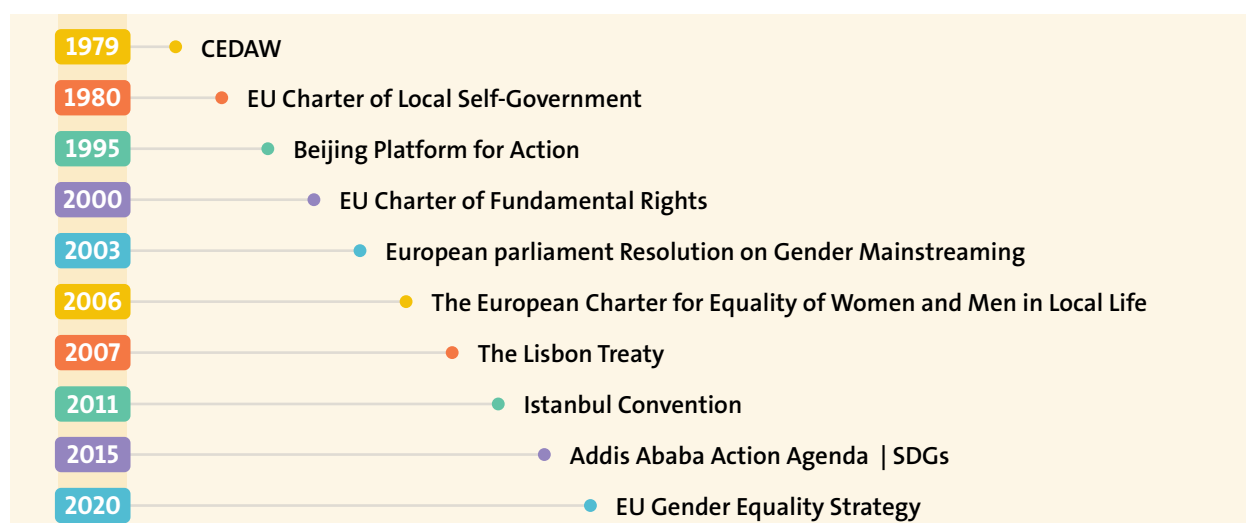 1979 CEDAW
1980 EU Charter of Local Self-Government
1995 Beijing Platform for Action
2000 EU Charter of Fundamental Rights
2003 European parliament Resolution on Gender Mainstreaming
2006 The European Charter for Equality of Women and Men in Local Life
2007 The Lisbon Treaty
2011 Istanbul Convention
2015 Addis Ababa Action Agenda | SDGs
2020 EU Gender Equality Strategy